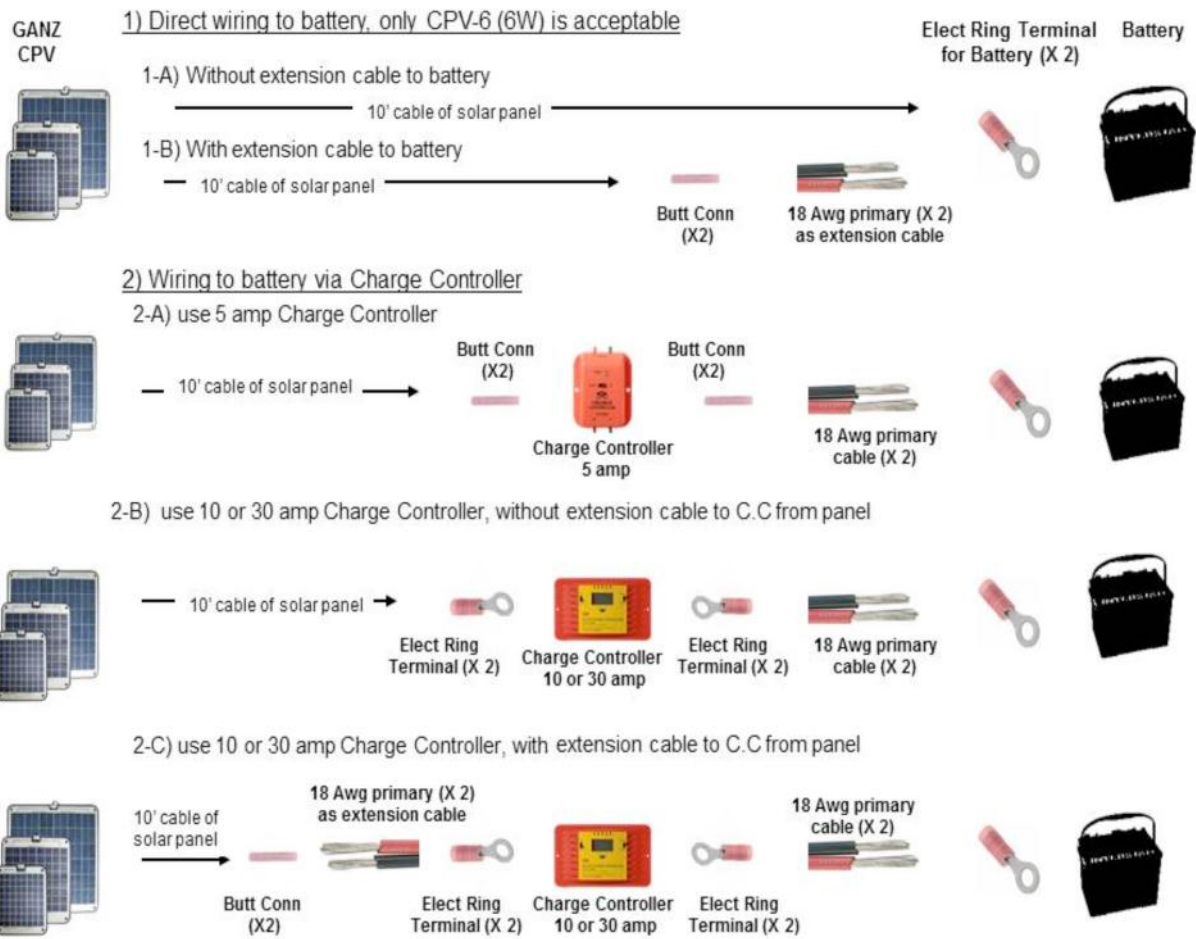 GANZ
CPV
1) Direct wiring to battery, only CPV-6 (6W) is acceptable
Elect Ring Terminal
for Battery (X 2)
Battery
1-A) Without extension cable to battery
10' cable of solar panel
1-B) With extension cable to battery
10' cable of solar panel
Butt Conn
(X2)
18 Awg primary (X 2)
as extension cable
2) Wiring to battery via Charge Controller
2-A) use 5 amp Charge Controller
10' cable of solar panel
Butt Conn
(X2)
Charge Controller
5 amp
Butt Conn
(X2)
18 Awg primary
cable (X 2)
2-B) use 10 or 30 amp Charge Controller, without extension cable to C.C from panel
10' cable of solar panel
Elect Ring
Terminal (X 2)
Charge Controller
10 or 30 amp
Elect Ring
Terminal (X 2)
18 Awg primary
cable (X 2)
2-C) use 10 or 30 amp Charge Controller, with extension cable to C.C from panel
10' cable of
solar panel
Butt Conn
(X2)
18 Awg primary (X 2)
as extension cable
Elect Ring
Terminal (X 2)
Charge Controller
10 or 30 amp
Elect Ring
Terminal (X 2)
18 Awg primary
cable (X 2)